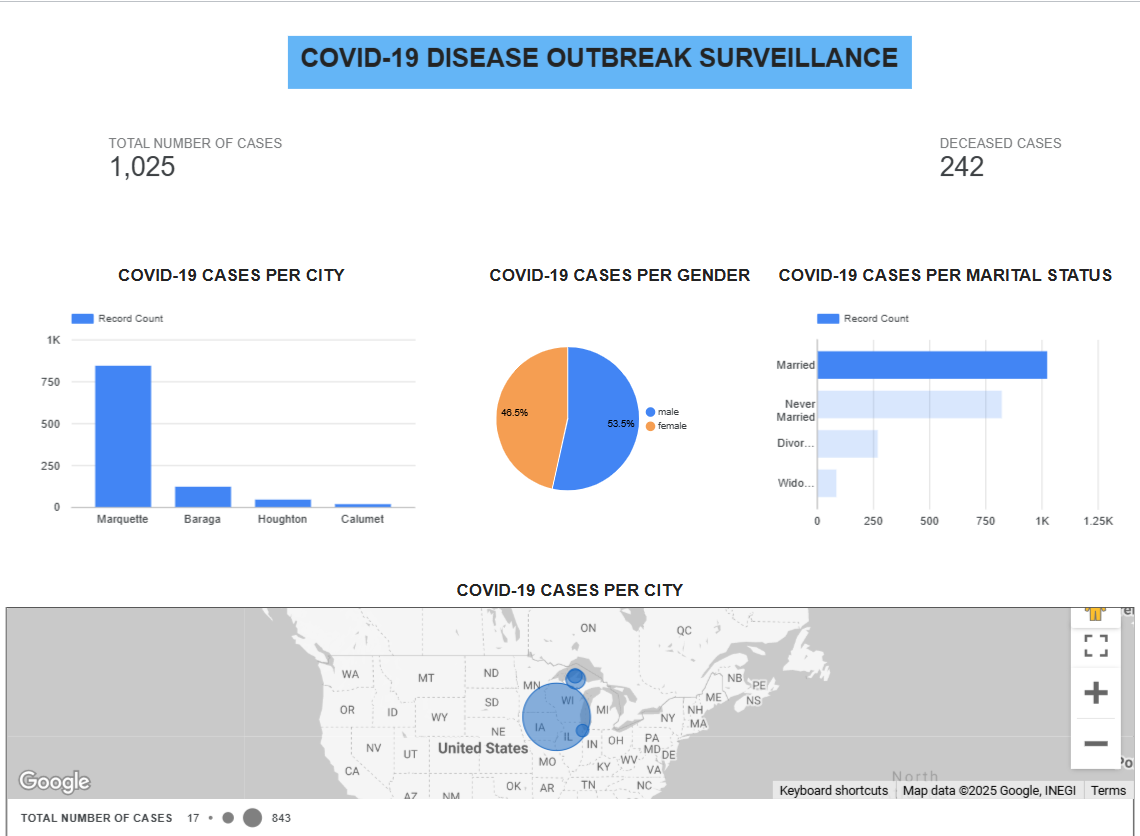 COVID-19 DISEASE OUTBREAK SURVEILLANCE
TOTAL NUMBER OF CASES
1,025
DECEASED CASES
242
COVID-19 CASES PER CITY
Record Count
1K
750
500
250
0
Marquette Baraga Houghton Calumet
COVID-19 CASES PER GENDER
46.5%
53.5%
male
female
COVID-19 CASES PER MARITAL STATUS
Record Count
Married
Never
Married
Divor...
Wido...
0 250 500 750 1K 1.25K
COVID-19 CASES PER CITY
ON QC
WA MT ND MN NB PE
OR ID SD WI MI ME NS
WY NY NH
MA
NE IA IL IN OH PA
NV UT United States MD DE
CA MO KY WV VA
OK AR TN NC
AZ NM
North
Google
Keyboard shortcuts Map data ©2025 Google, INEGI Terms
TOTAL NUMBER OF CASES 17 843